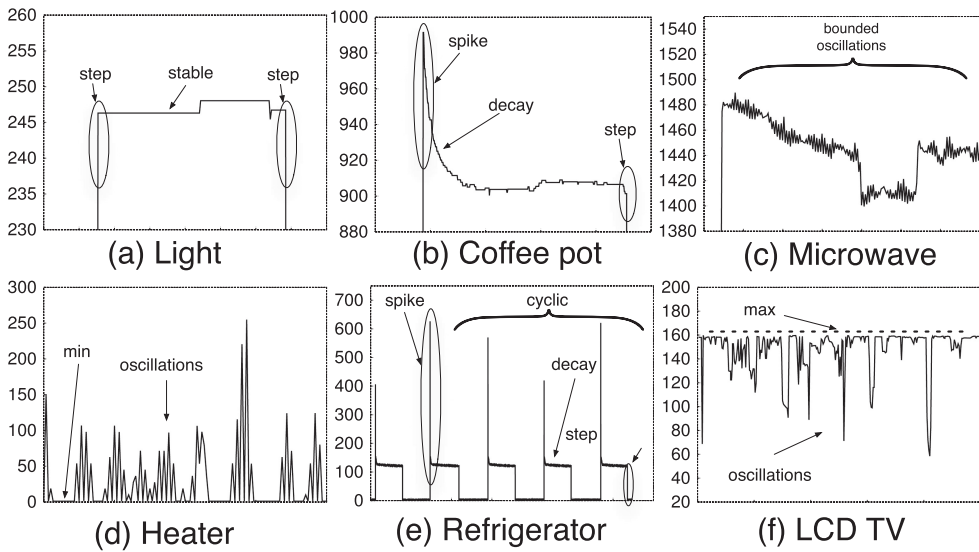 260
255
250
245
240
235
230
step
stable
step
(a) Light
1000
980
960
940
920
900
880
spike
decay
step
(b) Coffee pot
1540
1500
1480
1440
1420
1400
1380
bounded
oscillations
(c) Microwave
300
250
200
150
100
50
0
min
oscillations
(d) Heater
700
600
500
400
300
200
100
0
spike
cyclic
decay
step
(e) Refrigerator
200
180
160
140
120
100
80
60
40
20
max
oscillations
(f) LCD TV